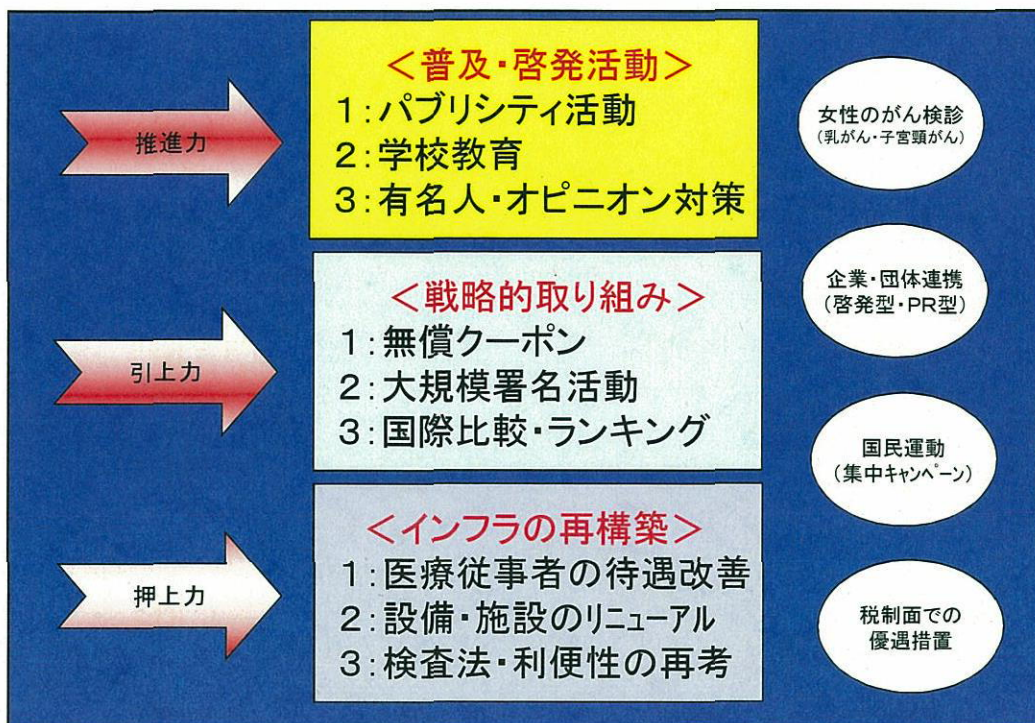 推進力
＜普及・啓発活動＞
1：パブリシティ活動
2：学校教育
3：有名人・オピニオン対策
引上力
＜戦略的取り組み＞
1：無償クーポン
2：大規模署名活動
3：国際比較・ランキング
押上力
＜インフラの再構築＞
1：医療従事者の待遇改善
2：設備・施設のリニューアル
3：検査法・利便性の再考
女性のがん検診
（乳がん・子宮頸がん）
企業・団体連携
（啓発型・PR型）
国民運動
（集中キャンペーン）
税制面での
優遇措置